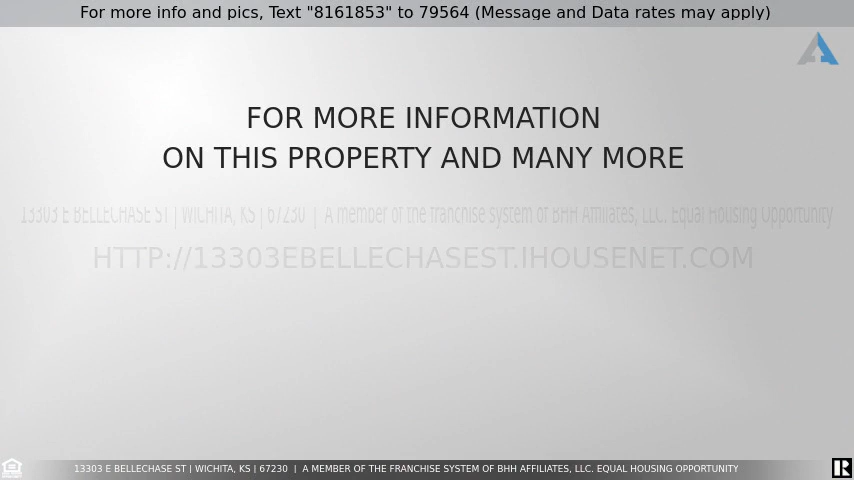 For more info and pics, Text "8161853" to 79564 (Message and Data rates may apply)
FOR MORE INFORMATION
ON THIS PROPERTY AND MANY MORE
13303 E BELLECHASE ST | WICHITA, KS | 67230 | A member of the franchise system of BHH Affiliates, LLC. Equal Housing Opportunity
HTTP://13303EBELLECHASEST.IHOUSENET.COM
13303 E BELLECHASE ST | WICHITA, KS | 67230 | A MEMBER OF THE FRANCHISE SYSTEM OF BHH AFFILIATES, LLC. EQUAL HOUSING OPPORTUNITY